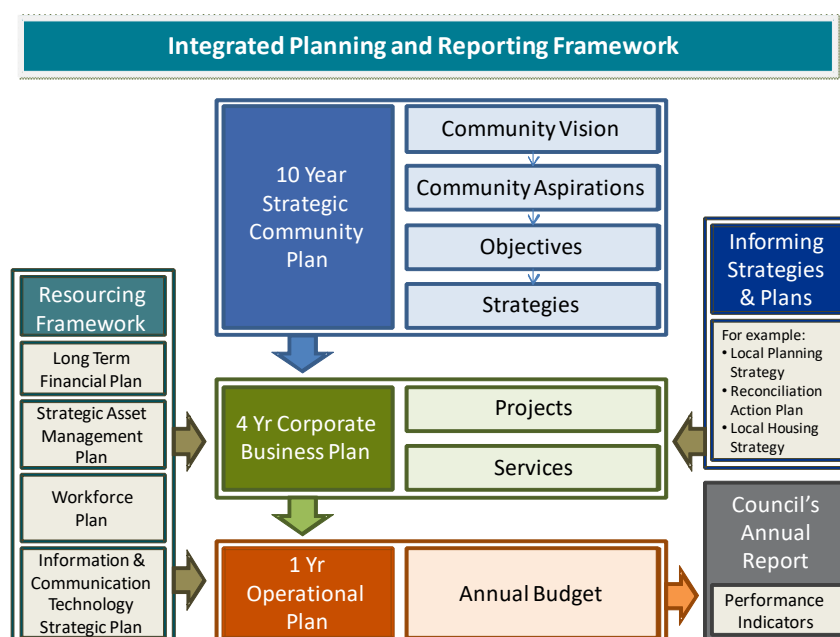 Integrated Planning and Reporting Framework
10 Year
Strategic
Community
Plan
Community Vision
Community Aspirations
Objectives
Strategies
Resourcing
Framework
Long Term
Financial Plan
Strategic Asset
Management
Plan
Workforce
Plan
Information &
Communication
Technology
Strategic Plan
4 Yr Corporate
Business Plan
Projects
Services
1 Yr
Operational
Plan
Annual Budget
Informing
Strategies
& Plans
For example:
• Local Planning
Strategy
• Reconciliation
Action Plan
• Local Housing
Strategy
Council's
Annual
Report
Performance
Indicators